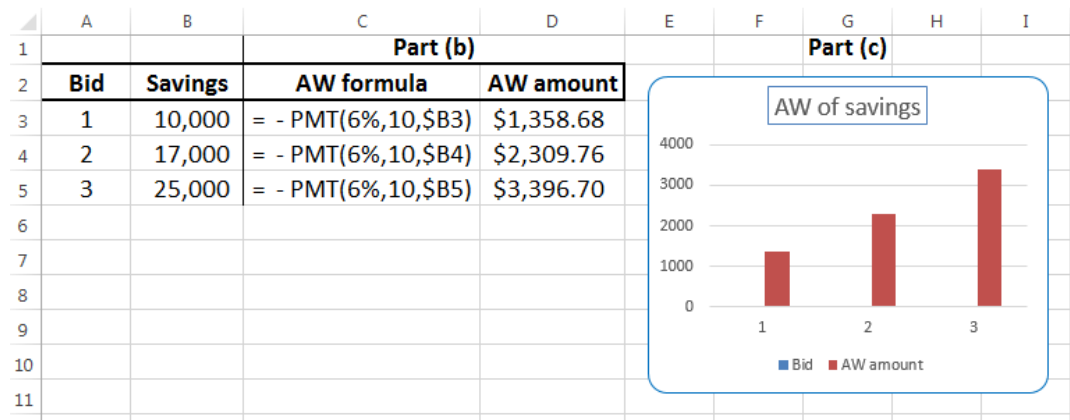 A B C D E F G H I
1 Part (b) Part (c)
2 Bid Savings AW formula AW amount
3 1 10,000 = - PMT(6%,10,$B3) $1,358.68
4 2 17,000 = - PMT(6%,10,$B4) $2,309.76
5 3 25,000 = - PMT(6%,10,$B5) $3,396.70
6
7
8
9
10
11
AW of savings
4000
3000
2000
1000
0
1 2 3
Bid AW amount